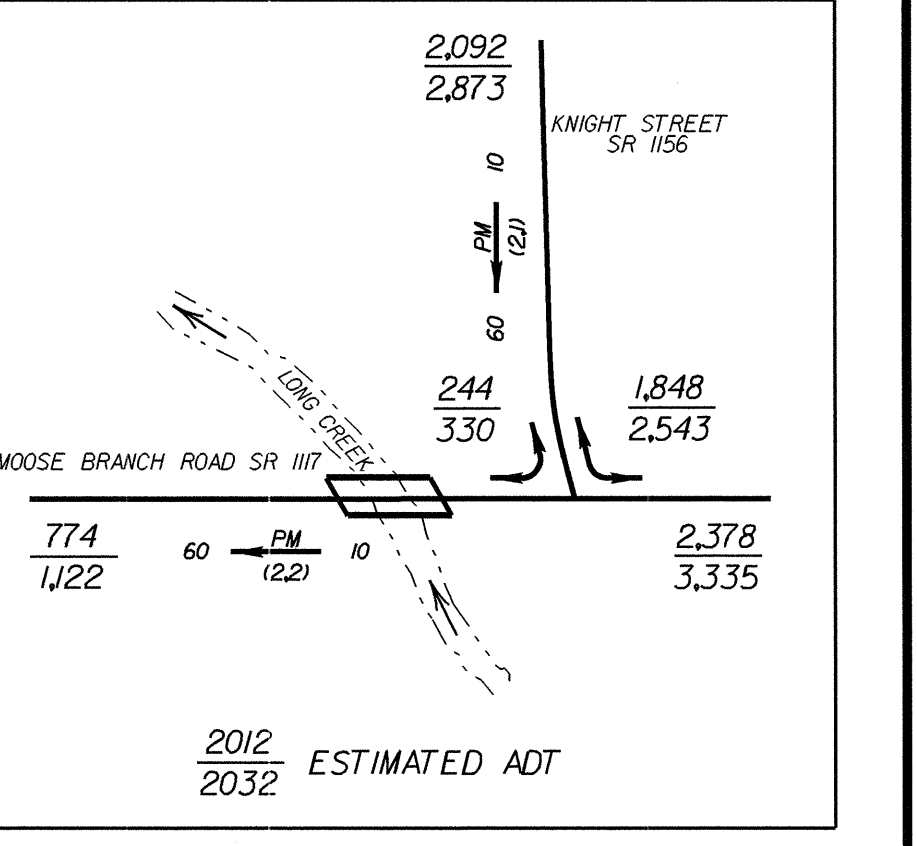 2,092
2,873
KNIGHT STREET
SR 1156
10
PM
(2,1)
60
244
330
1,848
2,543
LONG CREEK
MOOSE BRANCH ROAD SR 1117
774
1,122
60
PM
(2,2)
10
2,378
3,335
2012
2032
ESTIMATED ADT